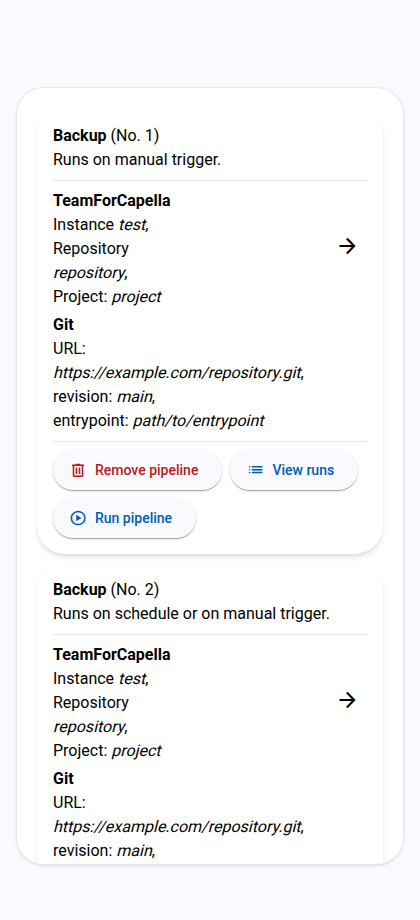 Backup (No. 1)
Runs on manual trigger.
TeamForCapella
Instance test,
Repository
repository,
Project: project
Git
URL:
https://example.com/repository.git,
revision: main,
entrypoint: path/to/entrypoint
Remove pipeline
View runs
Run pipeline
Backup (No. 2)
Runs on schedule or on manual trigger.
TeamForCapella
Instance test,
Repository
repository,
Project: project
Git
URL:
https://example.com/repository.git,
revision: main,